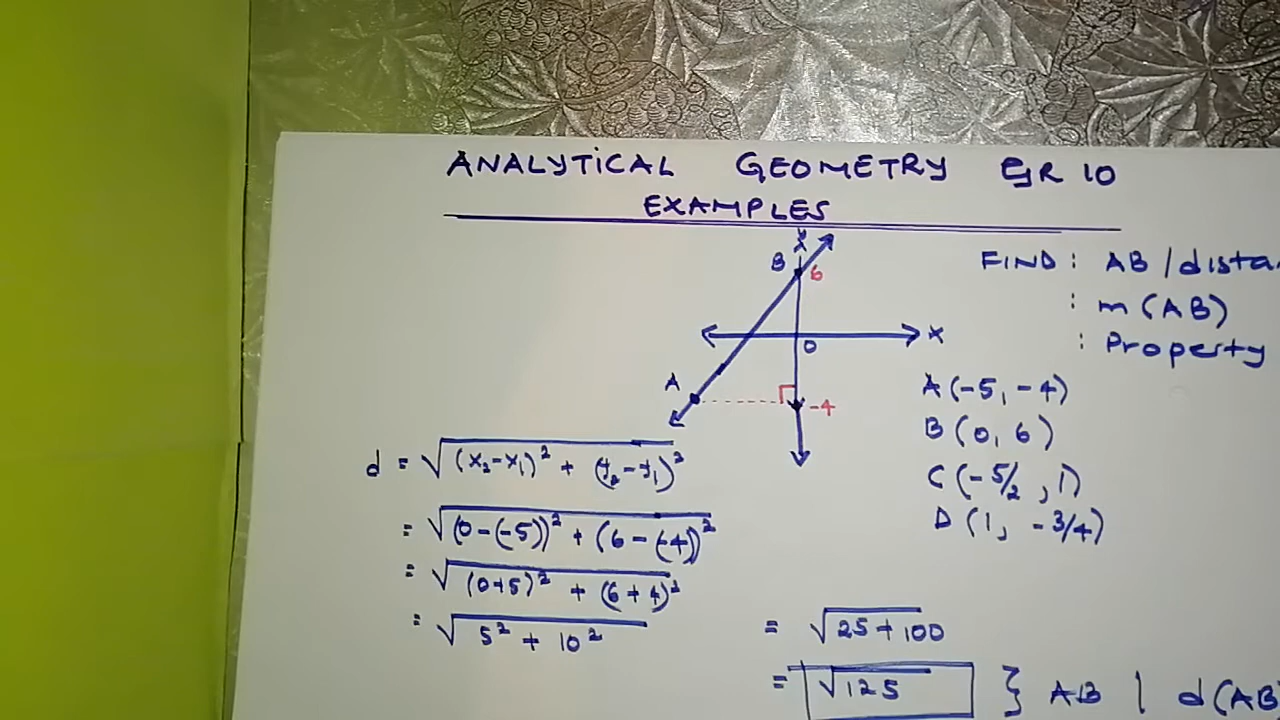 ANALYTICAL GEOMETRY GR 10
EXAMPLES
FIND : AB / dista
: m (AB)
: Property
y
B 6
x
0
A
-4
A (-5, -4)
B (0, 6)
C (-5/2, 1)
D (1, -3/4)
d = √(x₂-x₁)² + (y₂-y₁)²
= √(0-(-5))² + (6-(-4))²
= √(0+5)² + (6+4)²
= √5² + 10²
= √25+100
= √125 } AB | d(AB)